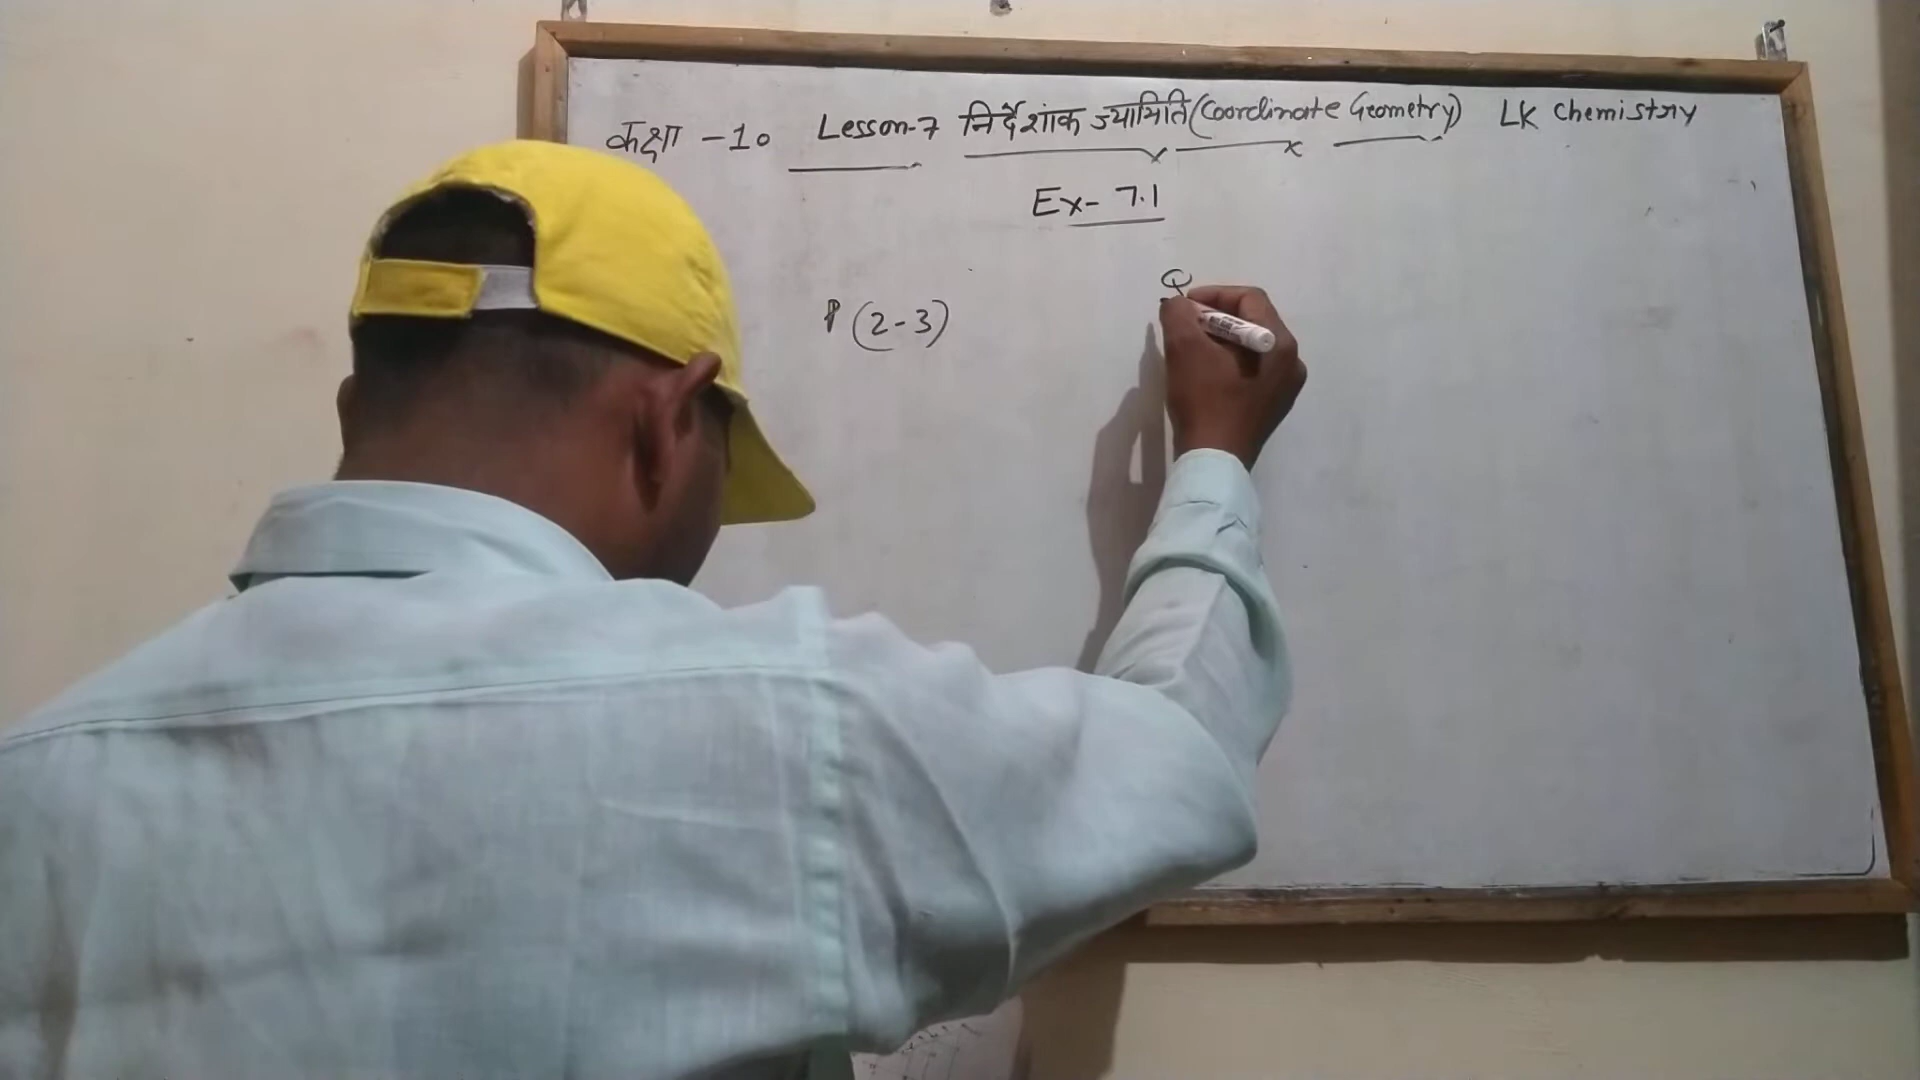 कक्षा -10 Lesson-7 निर्देशांक ज्यामिति (Coordinate Geometry) LK Chemistry
Ex- 7.1
P (2-3) Q